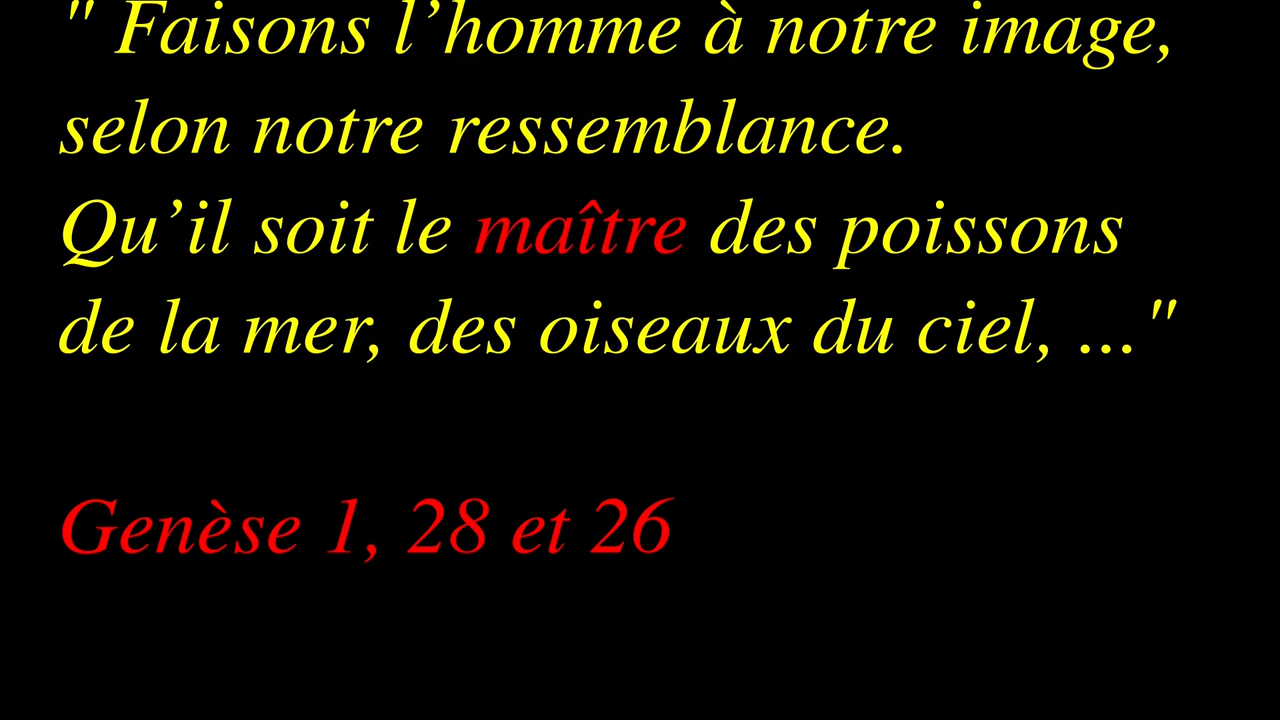 " Faisons l’homme à notre image,
selon notre ressemblance.
Qu’il soit le maître des poissons
de la mer, des oiseaux du ciel, ..."
Genèse 1, 28 et 26